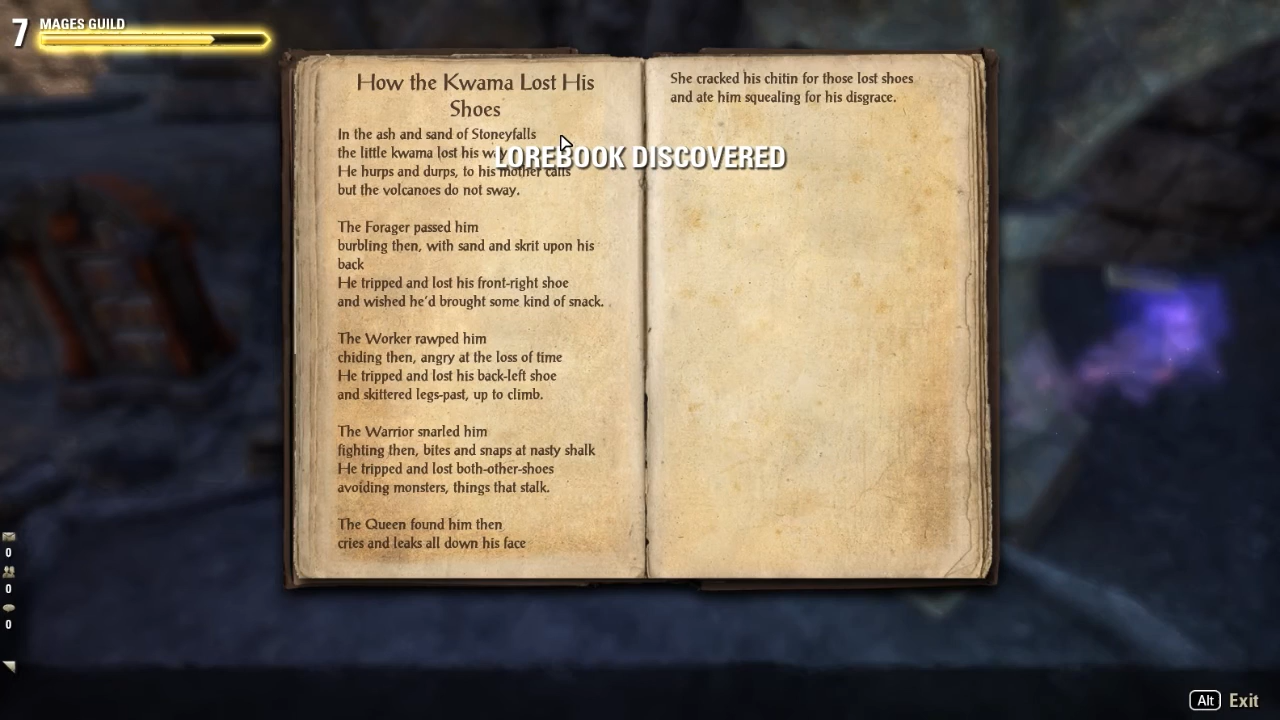 7 MAGES GUILD
How the Kwama Lost His
Shoes
In the ash and sand of Stoneyfalls
the little kwama lost his
LOREBOOK DISCOVERED
He hurps and durps, to his mother calls
but the volcanoes do not sway.
The Forager passed him
burbling then, with sand and skrit upon his
back
He tripped and lost his front-right shoe
and wished he'd brought some kind of snack.
The Worker rawped him
chiding then, angry at the loss of time
He tripped and lost his back-left shoe
and skittered legs-past, up to climb.
The Warrior snarled him
fighting then, bites and snaps at nasty shalk
He tripped and lost both-other-shoes
avoiding monsters, things that stalk.
The Queen found him then
cries and leaks all down his face
She cracked his chitin for those lost shoes
and ate him squealing for his disgrace.
0
0
0
Alt Exit